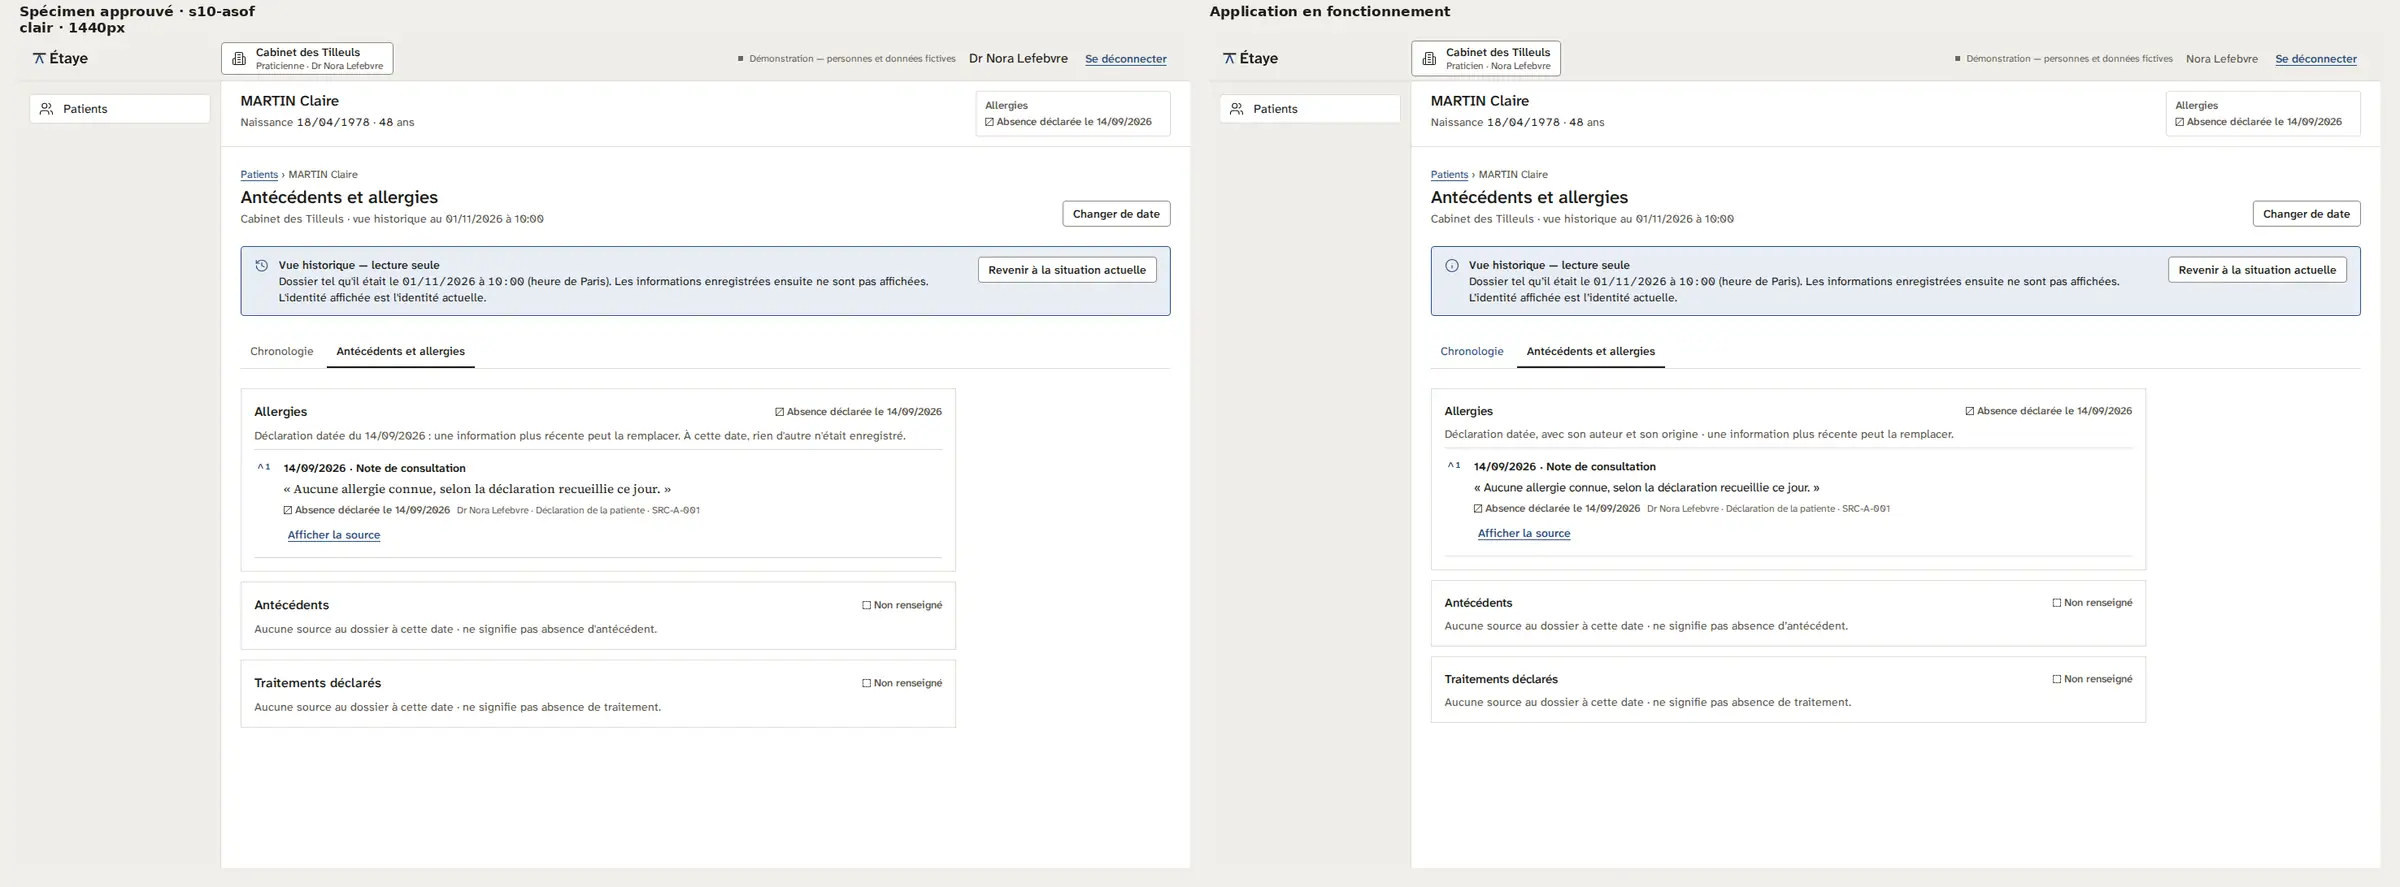 Spécimen approuvé · s10-asof
clair · 1440px
Étaye
Cabinet des Tilleuls
Praticienne · Dr Nora Lefebvre
Démonstration — personnes et données fictives
Dr Nora Lefebvre
Se déconnecter
Patients
MARTIN Claire
Naissance 18/04/1978 · 48 ans
Allergies
Absence déclarée le 14/09/2026
Patients › MARTIN Claire
Antécédents et allergies
Cabinet des Tilleuls · vue historique au 01/11/2026 à 10:00
Changer de date
Vue historique — lecture seule
Dossier tel qu'il était le 01/11/2026 à 10:00 (heure de Paris). Les informations enregistrées ensuite ne sont pas affichées.
L'identité affichée est l'identité actuelle.
Revenir à la situation actuelle
Chronologie
Antécédents et allergies
Allergies
Absence déclarée le 14/09/2026
Déclaration datée du 14/09/2026 : une information plus récente peut la remplacer. À cette date, rien d'autre n'était enregistré.
^1
14/09/2026 · Note de consultation
« Aucune allergie connue, selon la déclaration recueillie ce jour. »
Absence déclarée le 14/09/2026 Dr Nora Lefebvre · Déclaration de la patiente · SRC-A-001
Afficher la source
Antécédents
Non renseigné
Aucune source au dossier à cette date · ne signifie pas absence d'antécédent.
Traitements déclarés
Non renseigné
Aucune source au dossier à cette date · ne signifie pas absence de traitement.
Application en fonctionnement
Étaye
Cabinet des Tilleuls
Praticien · Nora Lefebvre
Démonstration — personnes et données fictives
Nora Lefebvre
Se déconnecter
Patients
MARTIN Claire
Naissance 18/04/1978 · 48 ans
Allergies
Absence déclarée le 14/09/2026
Patients › MARTIN Claire
Antécédents et allergies
Cabinet des Tilleuls · vue historique au 01/11/2026 à 10:00
Changer de date
Vue historique — lecture seule
Dossier tel qu'il était le 01/11/2026 à 10:00 (heure de Paris). Les informations enregistrées ensuite ne sont pas affichées.
L'identité affichée est l'identité actuelle.
Revenir à la situation actuelle
Chronologie
Antécédents et allergies
Allergies
Absence déclarée le 14/09/2026
Déclaration datée, avec son auteur et son origine · une information plus récente peut la remplacer.
^1
14/09/2026 · Note de consultation
« Aucune allergie connue, selon la déclaration recueillie ce jour. »
Absence déclarée le 14/09/2026 Dr Nora Lefebvre · Déclaration de la patiente · SRC-A-001
Afficher la source
Antécédents
Non renseigné
Aucune source au dossier à cette date · ne signifie pas absence d'antécédent.
Traitements déclarés
Non renseigné
Aucune source au dossier à cette date · ne signifie pas absence de traitement.